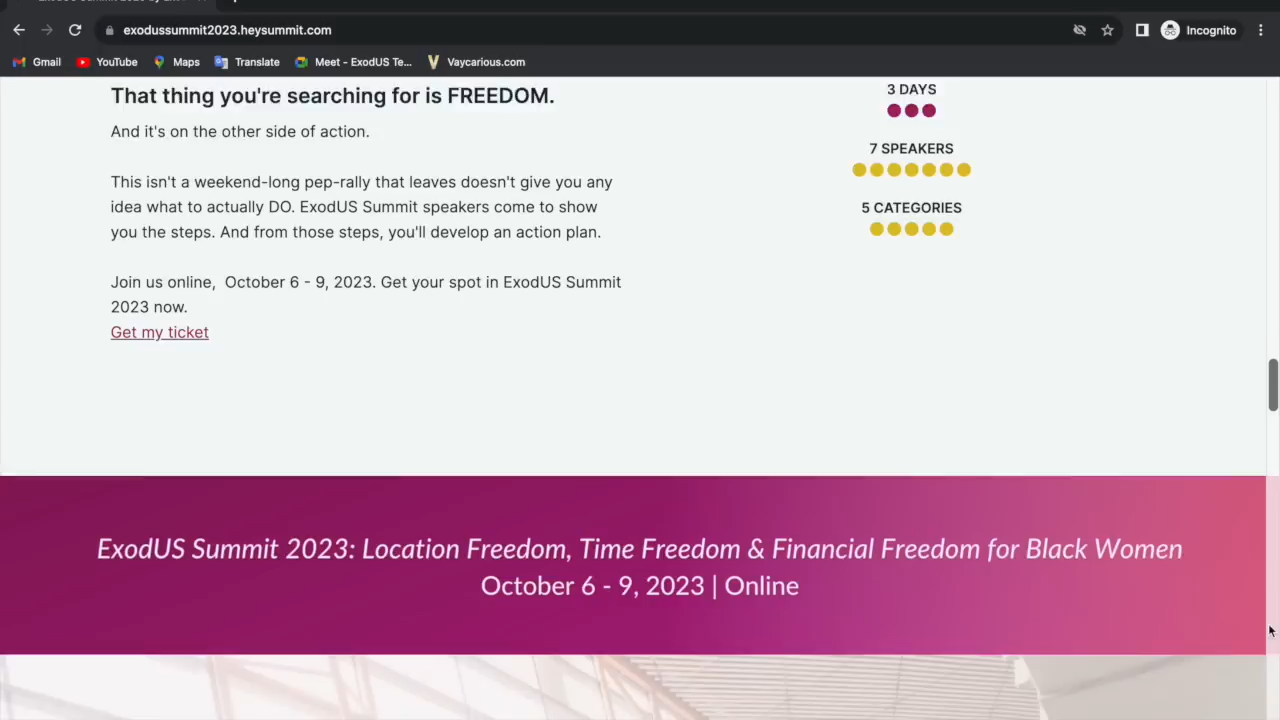 exodussummit2023.heysummit.com
Incognito
Gmail
YouTube
Maps
Translate
Meet - ExodUS Te...
Vaycarious.com
That thing you're searching for is FREEDOM.
And it's on the other side of action.
This isn't a weekend-long pep-rally that leaves doesn't give you any
idea what to actually DO. ExodUS Summit speakers come to show
you the steps. And from those steps, you'll develop an action plan.
Join us online,  October 6 - 9, 2023. Get your spot in ExodUS Summit
2023 now.
Get my ticket
3 DAYS
7 SPEAKERS
5 CATEGORIES
ExodUS Summit 2023: Location Freedom, Time Freedom & Financial Freedom for Black Women
October 6 - 9, 2023 | Online